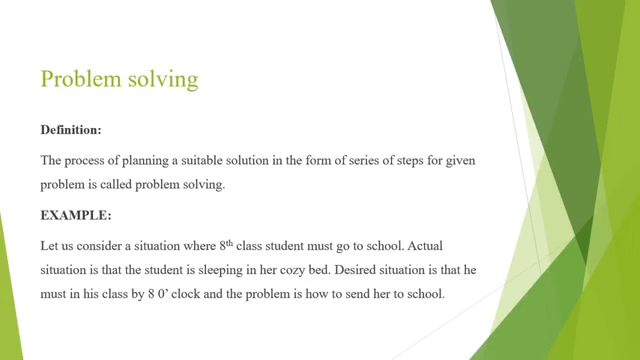 Problem solving
Definition:
The process of planning a suitable solution in the form of series of steps for given
problem is called problem solving.
EXAMPLE:
Let us consider a situation where 8th class student must go to school. Actual
situation is that the student is sleeping in her cozy bed. Desired situation is that he
must in his class by 8 0’ clock and the problem is how to send her to school.